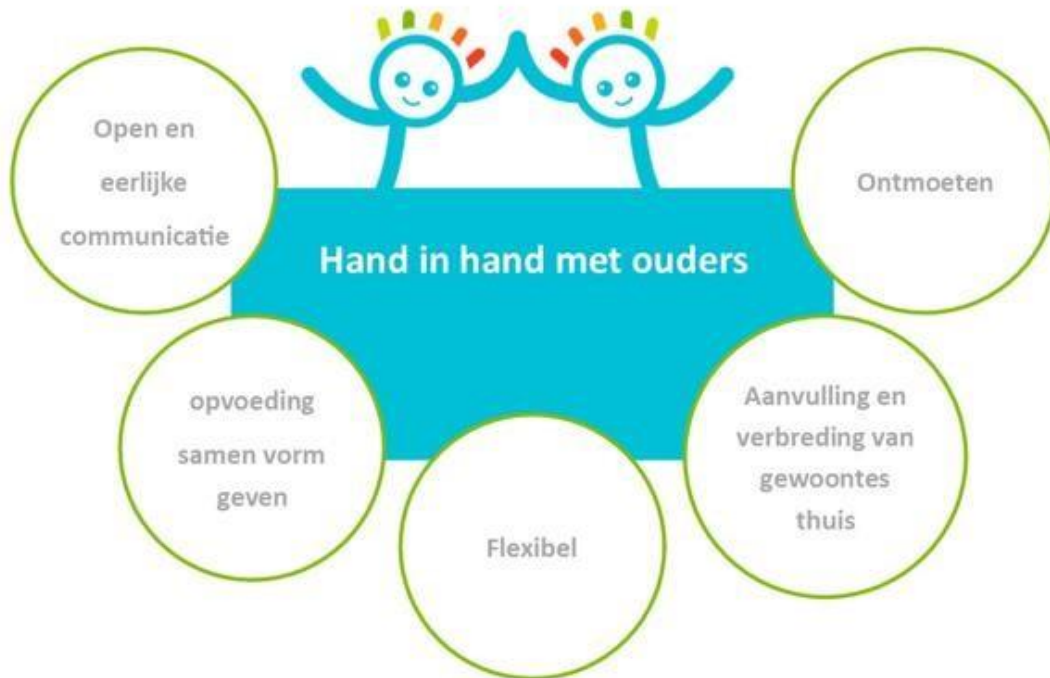 Hand in hand met ouders
Open en
eerlijke
communicatie
opvoeding
samen vorm
geven
Flexibel
Aanvulling en
verbreding van
gewoontes
thuis
Ontmoeten